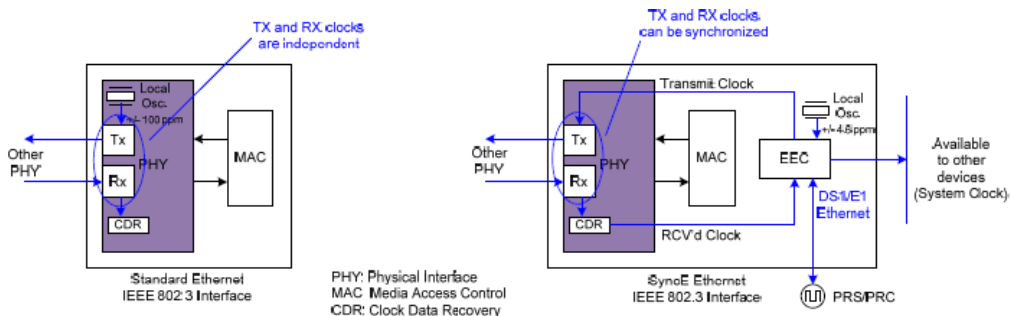 TX and RX clocks
are independent
Local
Osc.
+/- 100 ppm
Tx
Other
PHY
PHY
Rx
CDR
MAC
Standard Ethernet
IEEE 802.3 Interface
PHY: Physical Interface
MAC Media Access Control
CDR: Clock Data Recovery
TX and RX clocks
can be synchronized
Transmit Clock
Local
Osc.
+/-4.6ppm
Tx
Other
PHY
PHY
Rx
CDR
MAC
EEC
RCV'd Clock
DS1/E1
Ethernet
Available
to other
devices
(System Clock).
PRS/PRC
SyncE Ethernet
IEEE 802.3 Interface